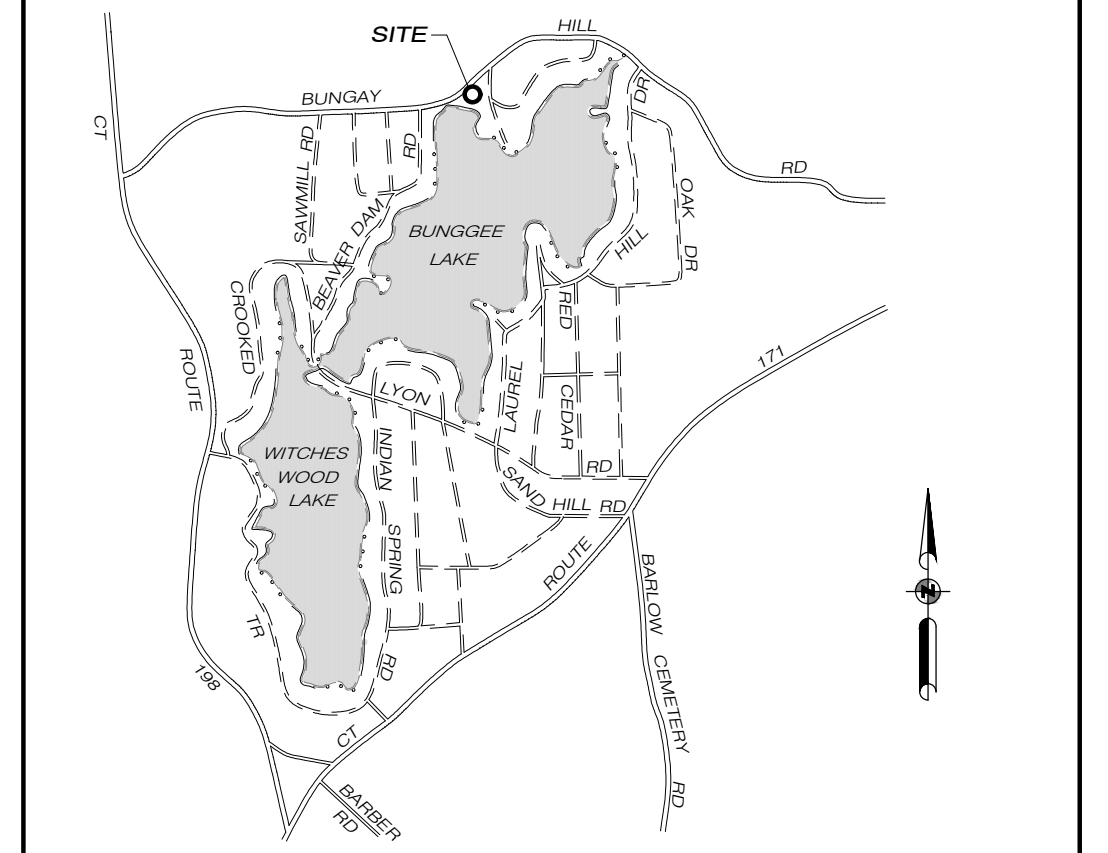 SITE
HILL
BUNGAY
CT
DR
RD
RD
RD
SAWMILL
OAK
DR
BEAVER DAM
BUNGGEE
LAKE
HILL
CROOKED
RED
ROUTE
171
LYON
LAUREL
CEDAR
WITCHES
WOOD
LAKE
INDIAN
RD
SAND
HILL RD
SPRING
ROUTE
BARLOW
CEMETERY
RD
TR
198
RD
CT
BARBER
RD
N